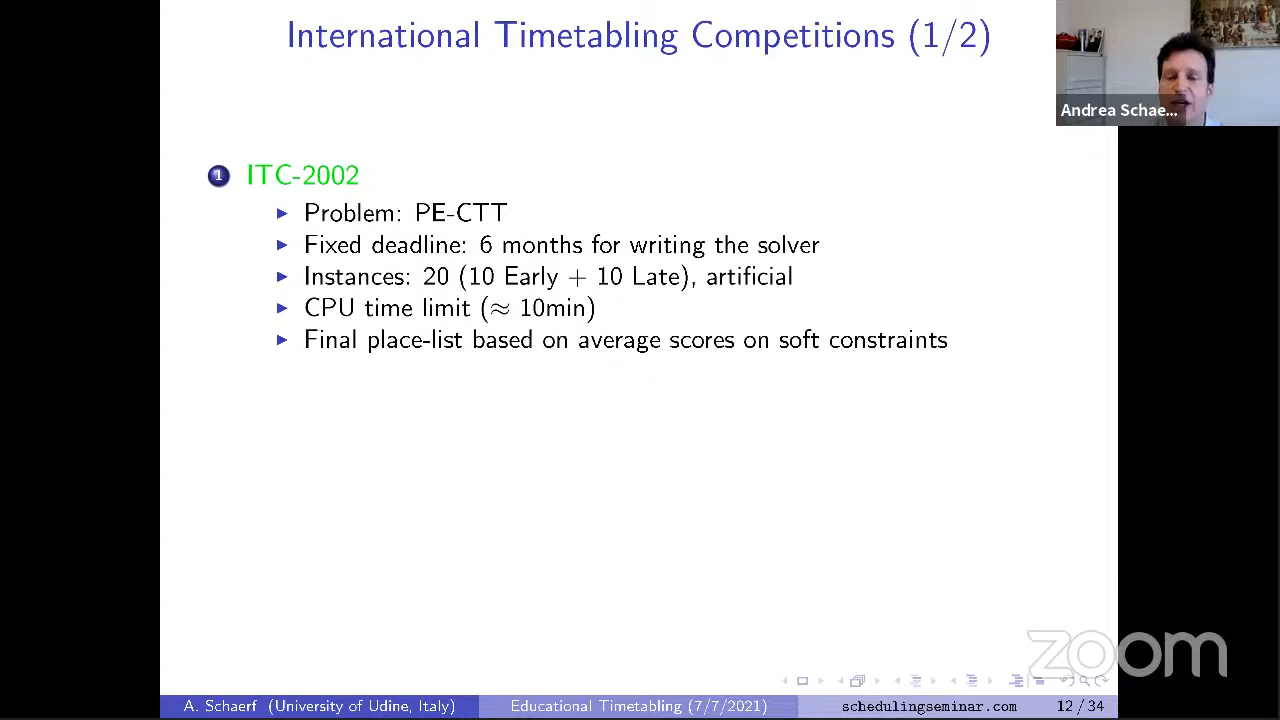 International Timetabling Competitions (1/2)
Andrea Schae...
1 ITC-2002
▶ Problem: PE-CTT
▶ Fixed deadline: 6 months for writing the solver
▶ Instances: 20 (10 Early + 10 Late), artificial
▶ CPU time limit (≈ 10min)
▶ Final place-list based on average scores on soft constraints
zoom
A. Schaerf (University of Udine, Italy) Educational Timetabling (7/7/2021) schedulingseminar.com 12 / 34